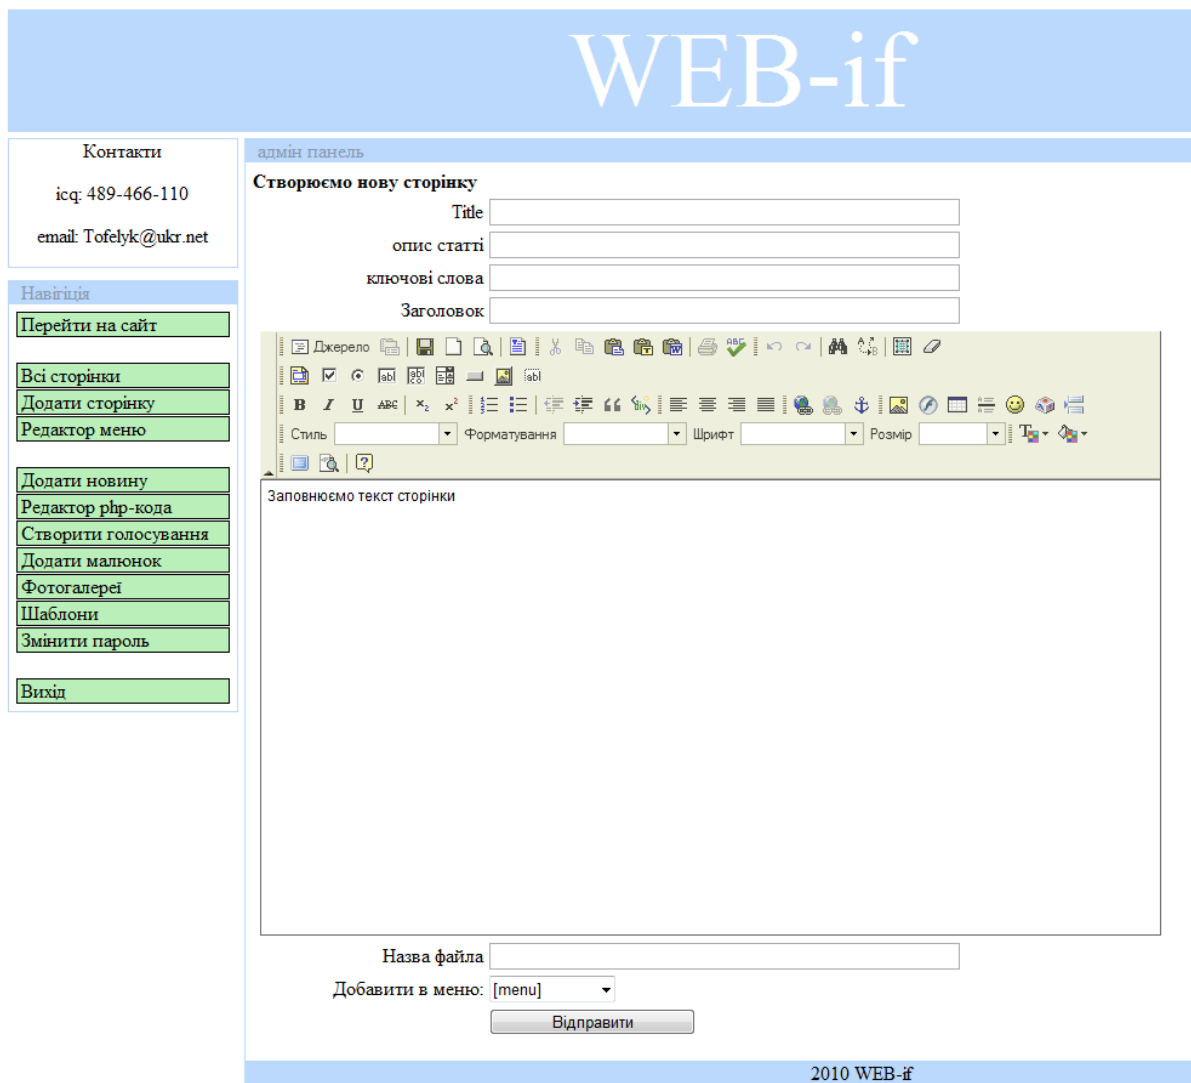 WEB-if
Контакти
icq: 489-466-110
email: Tofelyk@ukr.net
Навігіція
Перейти на сайт
Всі сторінки
Додати сторінку
Редактор меню
Додати новину
Редактор php-кода
Створити голосування
Додати малюнок
Фотогалереї
Шаблони
Змінити пароль
Вихід
адмін панель
Створюємо нову сторінку
Title
опис статті
ключові слова
Заголовок
Джерело
Стиль Форматування Шрифт Розмір
Заповнюємо текст сторінки
Назва файла
Добавити в меню: [menu]
Відправити
2010 WEB-if